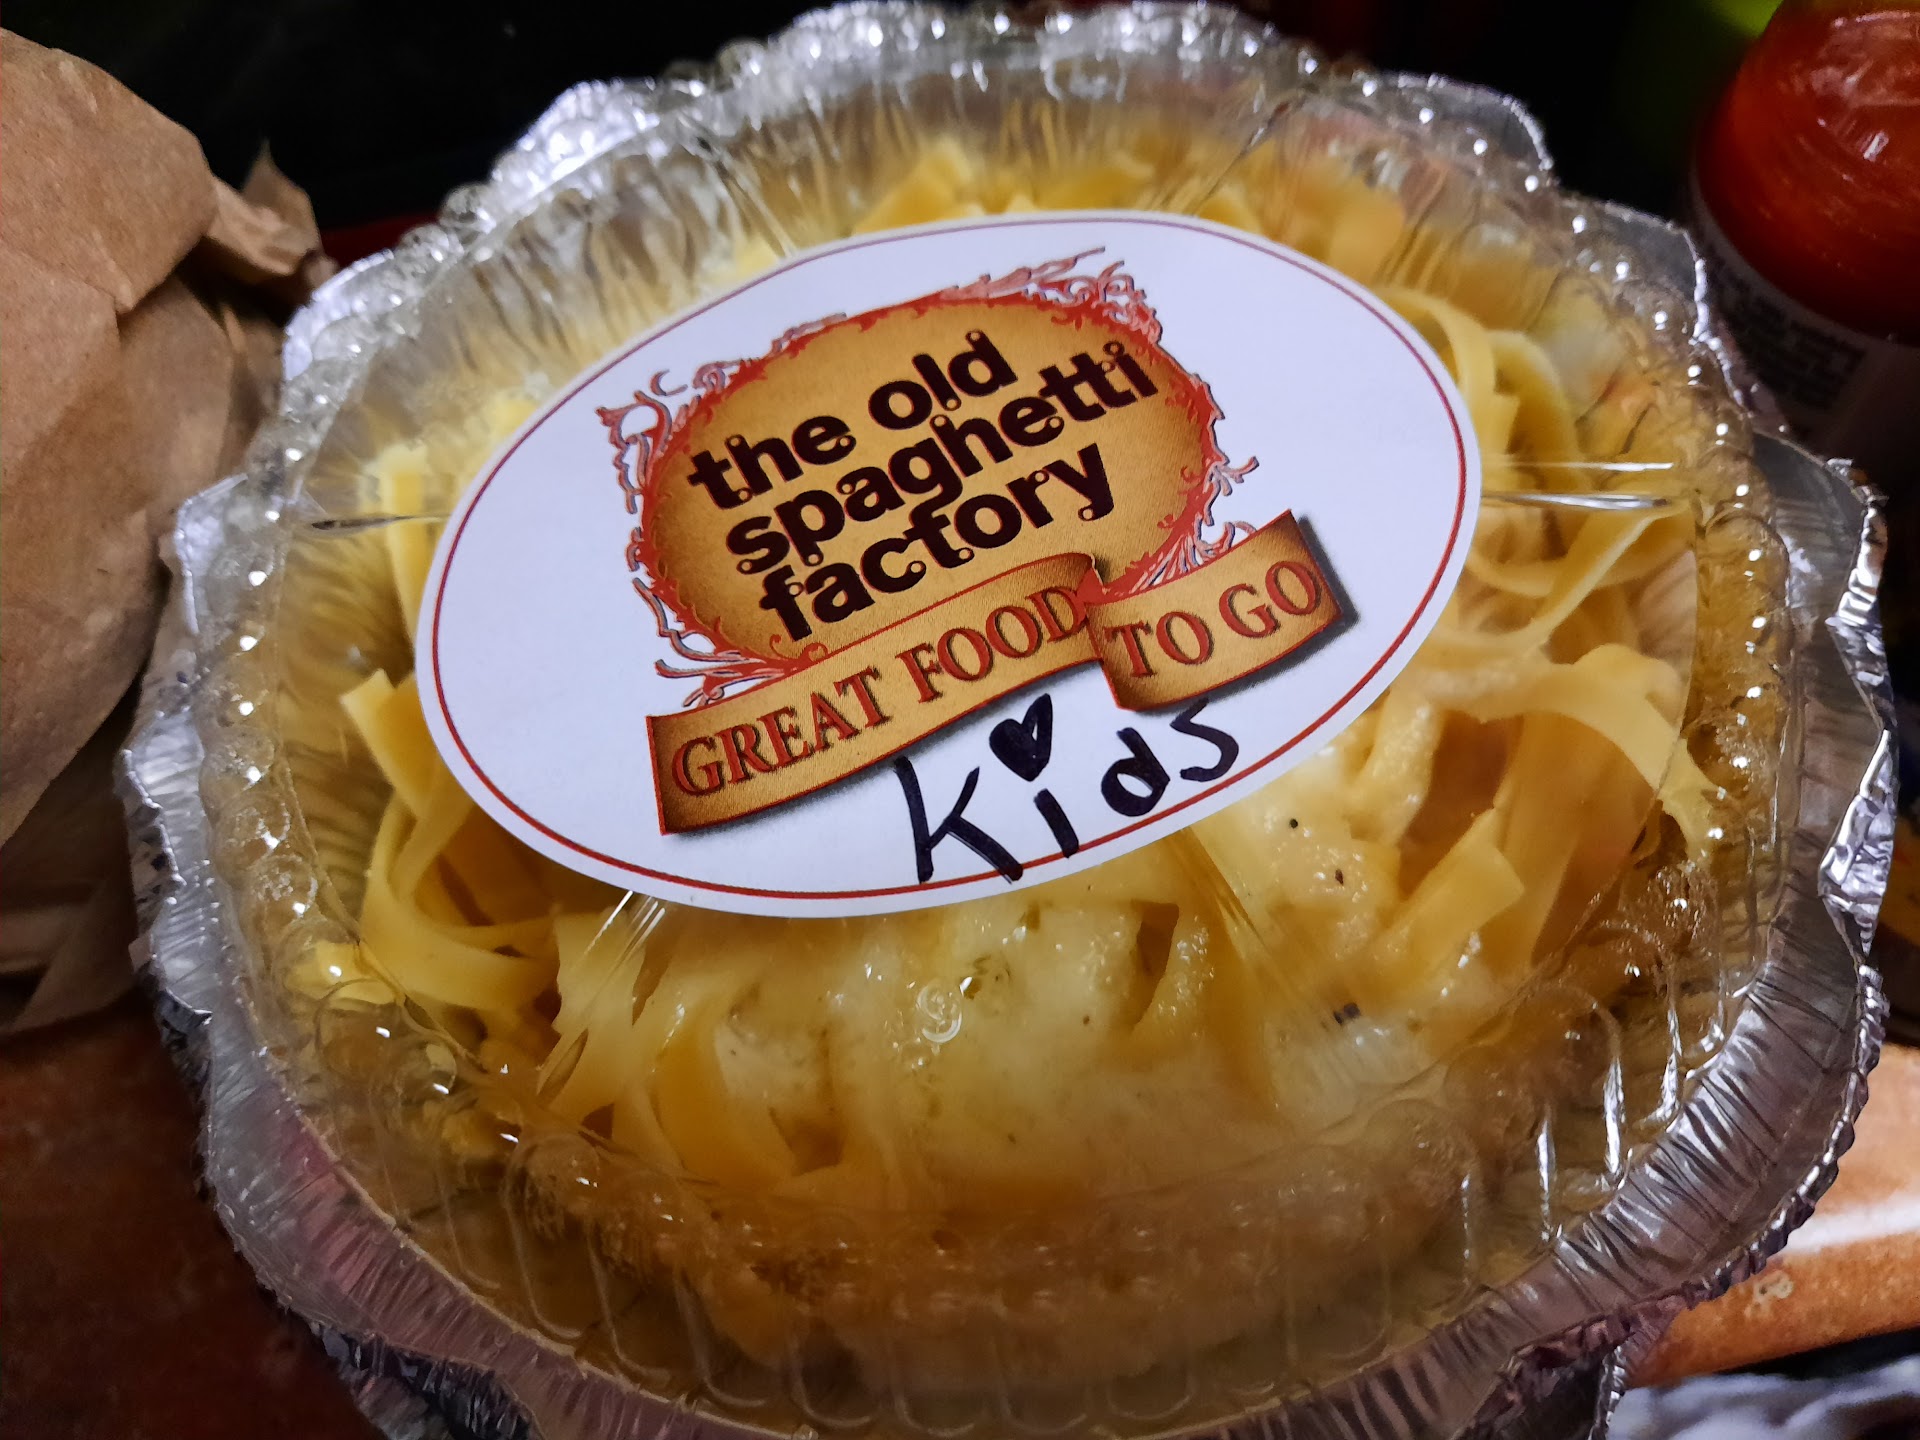 the old
spaghetti
factory
GREAT FOOD TO GO
Kids